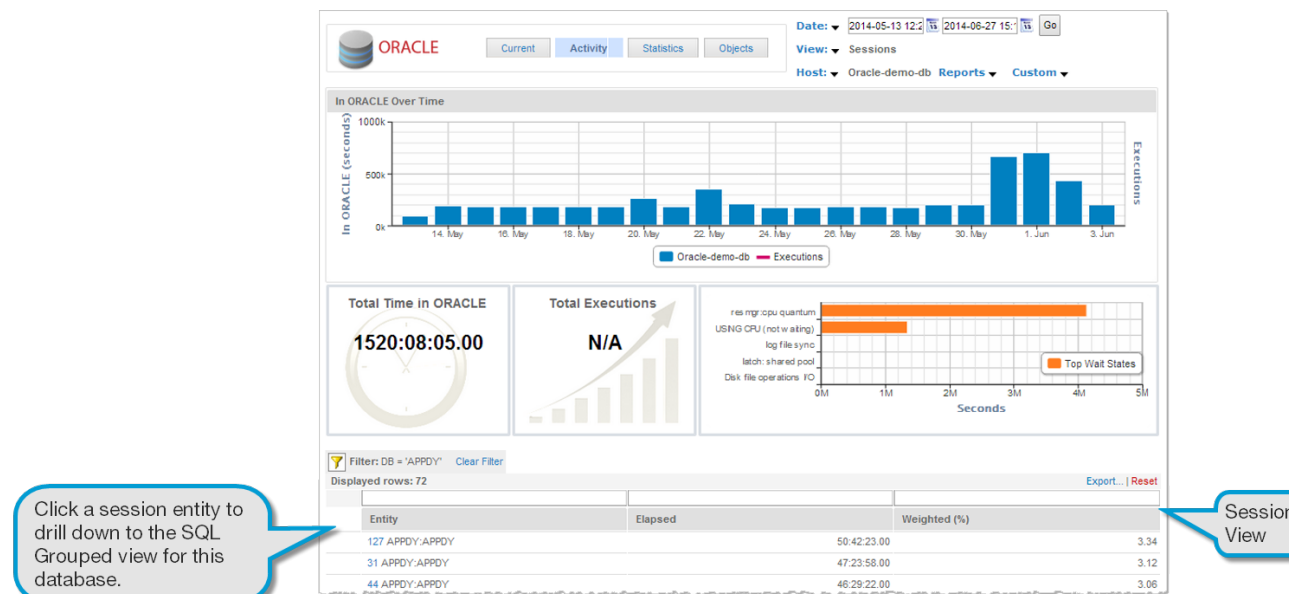 ORACLE
Current Activity Statistics Objects
Date: 2014-05-13 12:2 2014-06-27 15:1 Go
View: Sessions
Host: Oracle-demo-db Reports Custom
In ORACLE Over Time
In ORACLE (seconds)
1000k
500k
0k
Executions
14. May 16. May 18. May 20. May 22. May 24. May 26. May 28. May 30. May 1. Jun 3. Jun
Oracle-demo-db Executions
Total Time in ORACLE
1520:08:05.00
Total Executions
N/A
res mgr:cpu quantum
USING CPU (not waiting)
log file sync
latch: shared pool
Disk file operations I/O
Top Wait States
0M 1M 2M 3M 4M 5M
Seconds
Filter: DB = 'APPDY' Clear Filter
Displayed rows: 72
Export... | Reset
Entity Elapsed Weighted (%)
127 APPDY:APPDY 50:42:23.00 3.34
31 APPDY:APPDY 47:23:58.00 3.12
44 APPDY:APPDY 46:29:22.00 3.06
Click a session entity to
drill down to the SQL
Grouped view for this
database.
Session
View